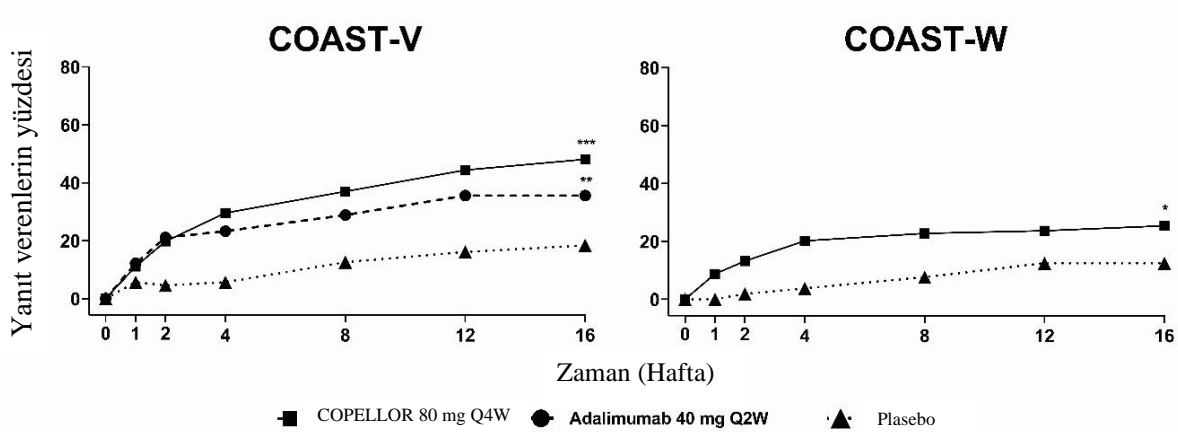 COAST-V
COAST-W
Yanıt verenlerin yüzdesi
80
60
40
20
0
***
**
0 1 2 4 8 12 16
80
60
40
20
0
*
0 1 2 4 8 12 16
Zaman (Hafta)
COPELLOR 80 mg Q4W Adalimumab 40 mg Q2W Plasebo